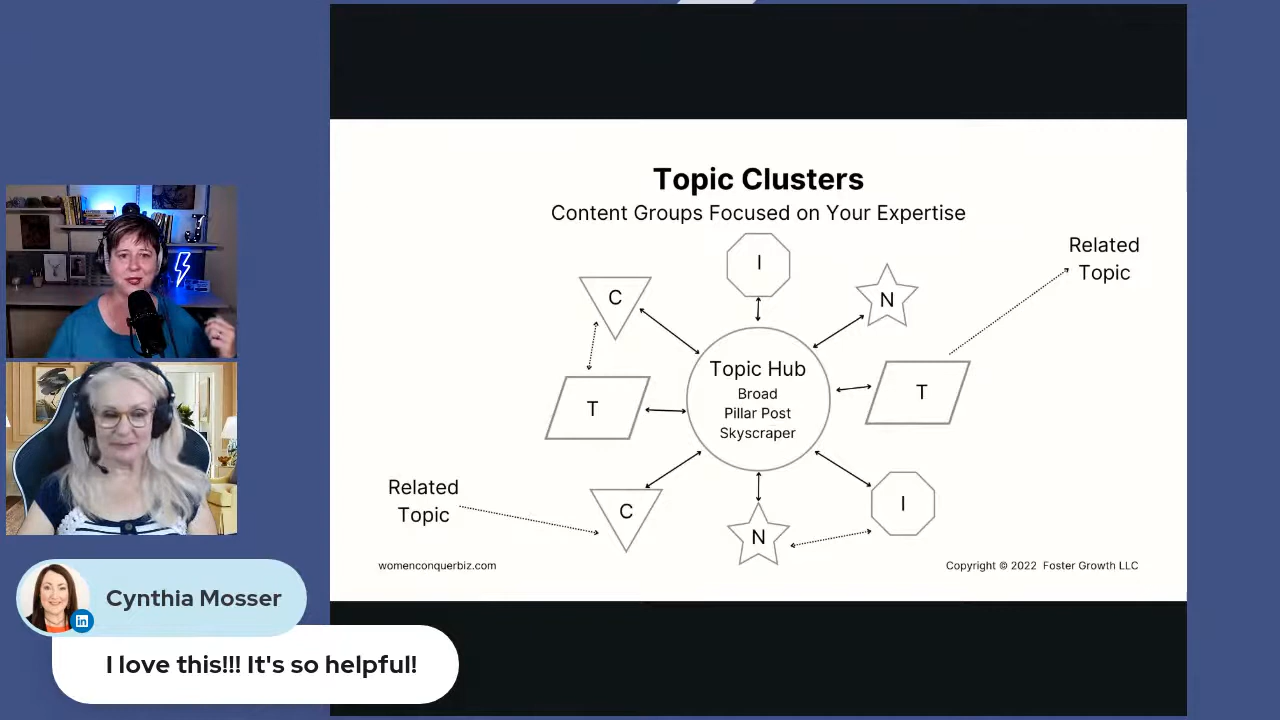 Topic Clusters
Content Groups Focused on Your Expertise
I
C
N
Related
Topic
Topic Hub
Broad
Pillar Post
Skyscraper
T
T
Related
Topic
C
N
I
womenconquerbiz.com
Copyright © 2022 Foster Growth LLC
J
Cynthia Mosser
in
I love this!!! It's so helpful!